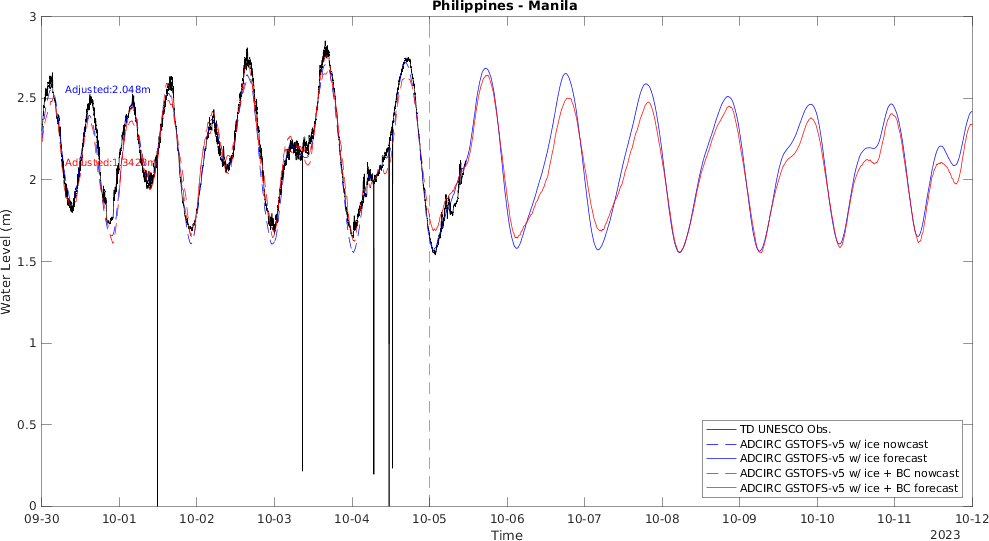 Philippines - Manila
Water Level (m)
3
2.5
2
1.5
1
0.5
0
Adjusted:2.048m
Adjusted:1.3423m
TD UNESCO Obs.
ADCIRC GSTOFS-v5 w/ ice nowcast
ADCIRC GSTOFS-v5 w/ ice forecast
ADCIRC GSTOFS-v5 w/ ice + BC nowcast
ADCIRC GSTOFS-v5 w/ ice + BC forecast
09-30 10-01 10-02 10-03 10-04 10-05 10-06 10-07 10-08 10-09 10-10 10-11 10-12
Time
2023